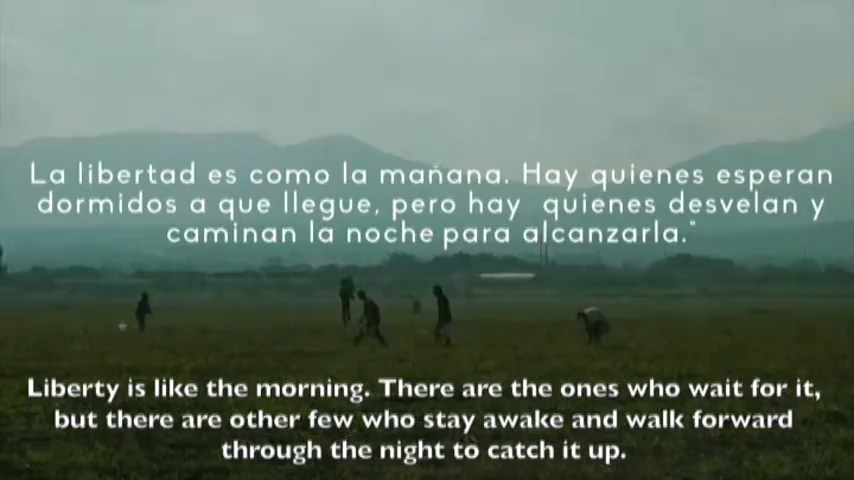 La libertad es como la mañana. Hay quienes esperan
dormidos a que llegue, pero hay quienes desvelan y
caminan la noche para alcanzarla."
Liberty is like the morning. There are the ones who wait for it,
but there are other few who stay awake and walk forward
through the night to catch it up.